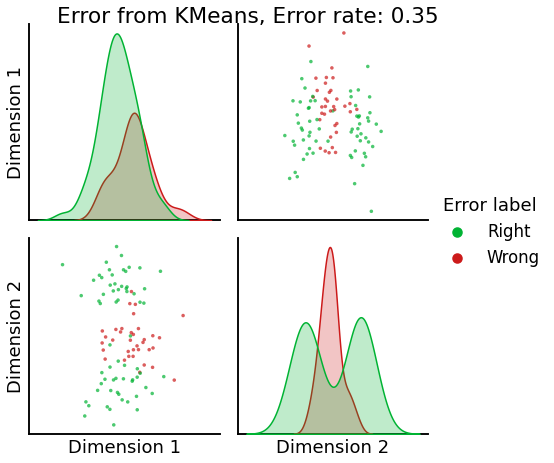 Error from KMeans, Error rate: 0.35
Dimension 1
Error label
Right
Wrong
Dimension 2
Dimension 1
Dimension 2